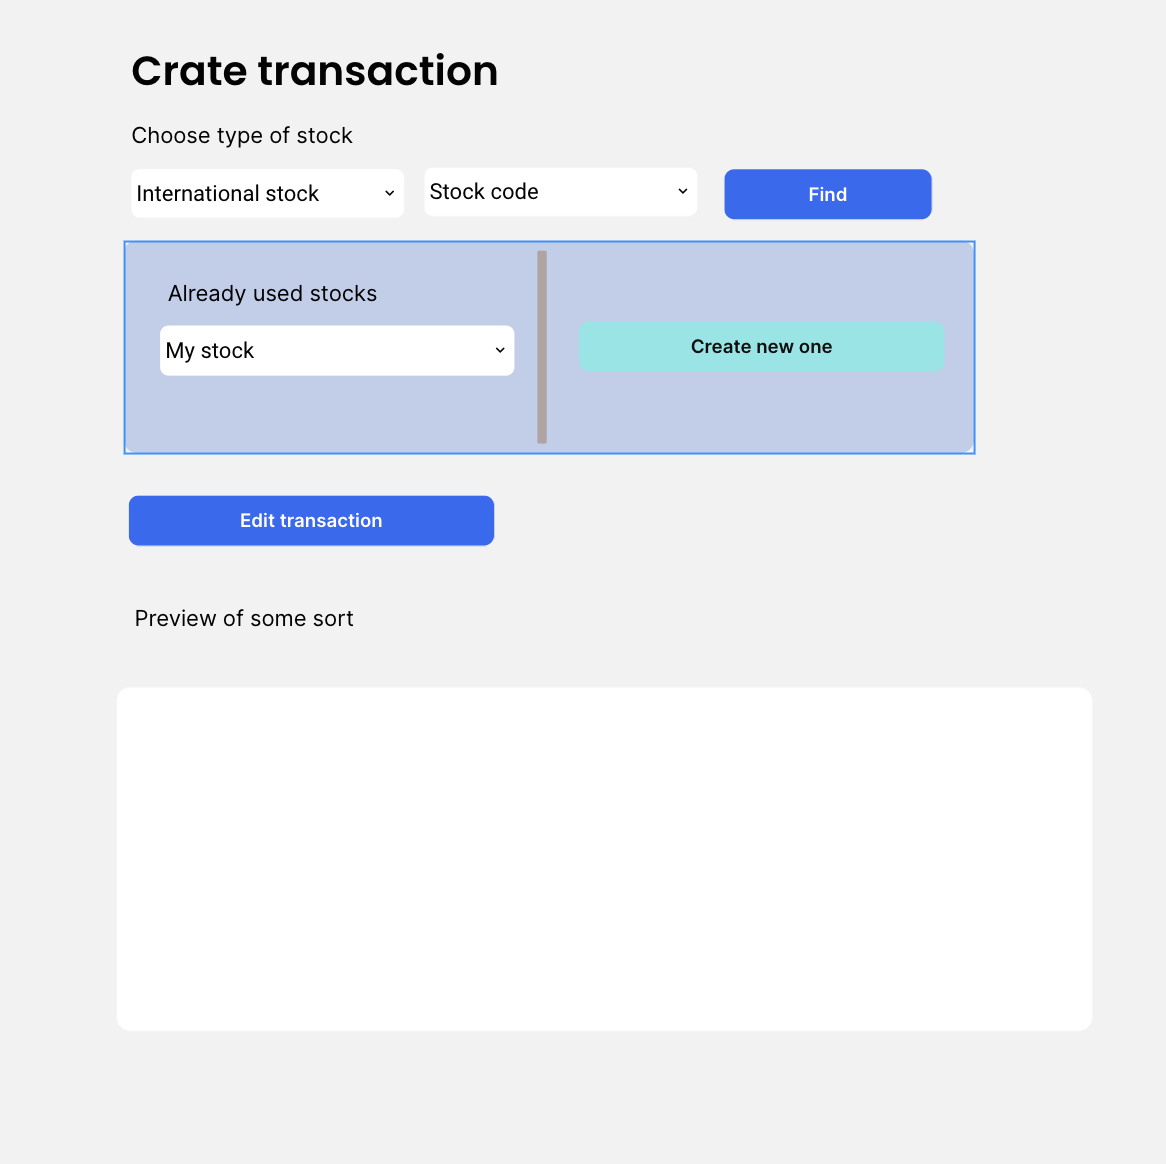 Crate transaction
Choose type of stock
International stock
Stock code
Find
Already used stocks
My stock
Create new one
Edit transaction
Preview of some sort